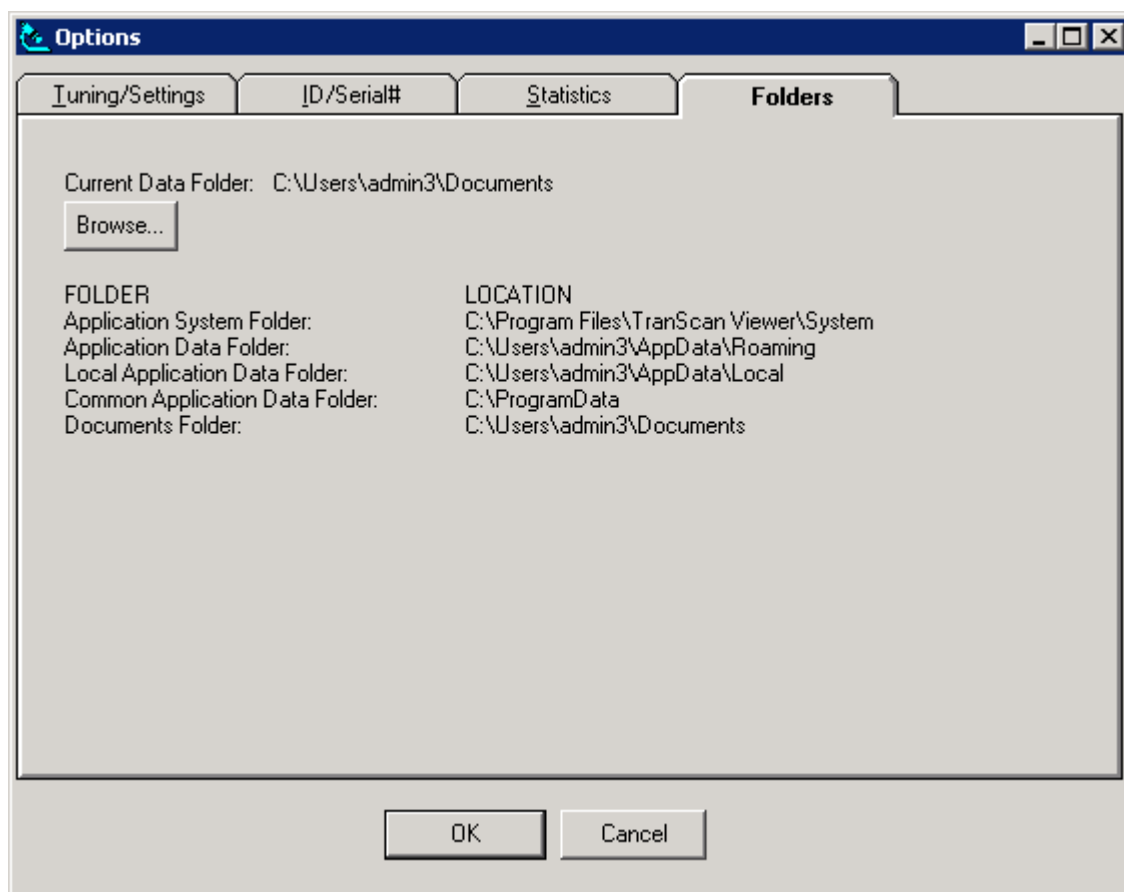 Options
Tuning/Settings ID/Serial# Statistics Folders
Current Data Folder: C:\Users\admin3\Documents
Browse...
FOLDER LOCATION
Application System Folder: C:\Program Files\TranScan Viewer\System
Application Data Folder: C:\Users\admin3\AppData\Roaming
Local Application Data Folder: C:\Users\admin3\AppData\Local
Common Application Data Folder: C:\ProgramData
Documents Folder: C:\Users\admin3\Documents
OK Cancel